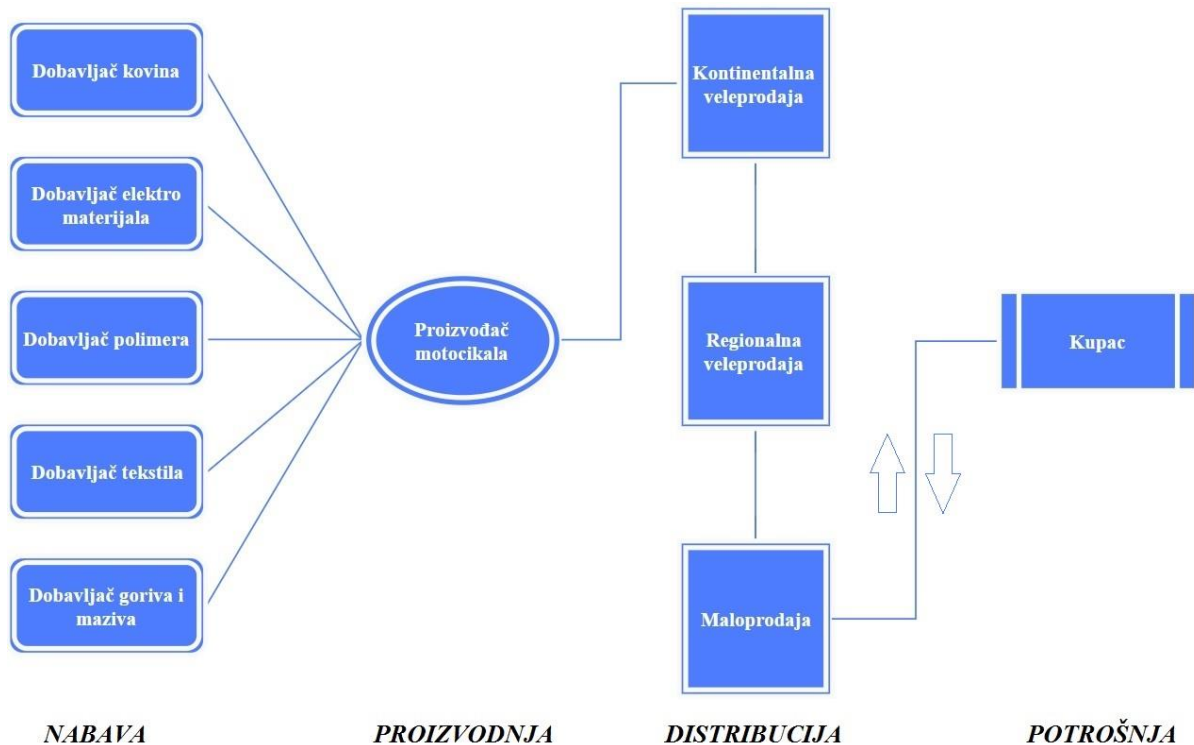 Dobavljač kovina
Dobavljač elektro
materijala
Dobavljač polimera
Dobavljač tekstila
Dobavljač goriva i
maziva
Proizvođač
motocikala
Kontinentalna
veleprodaja
Regionalna
veleprodaja
Maloprodaja
Kupac
NABAVA
PROIZVODNJA
DISTRIBUCIJA
POTROŠNJA